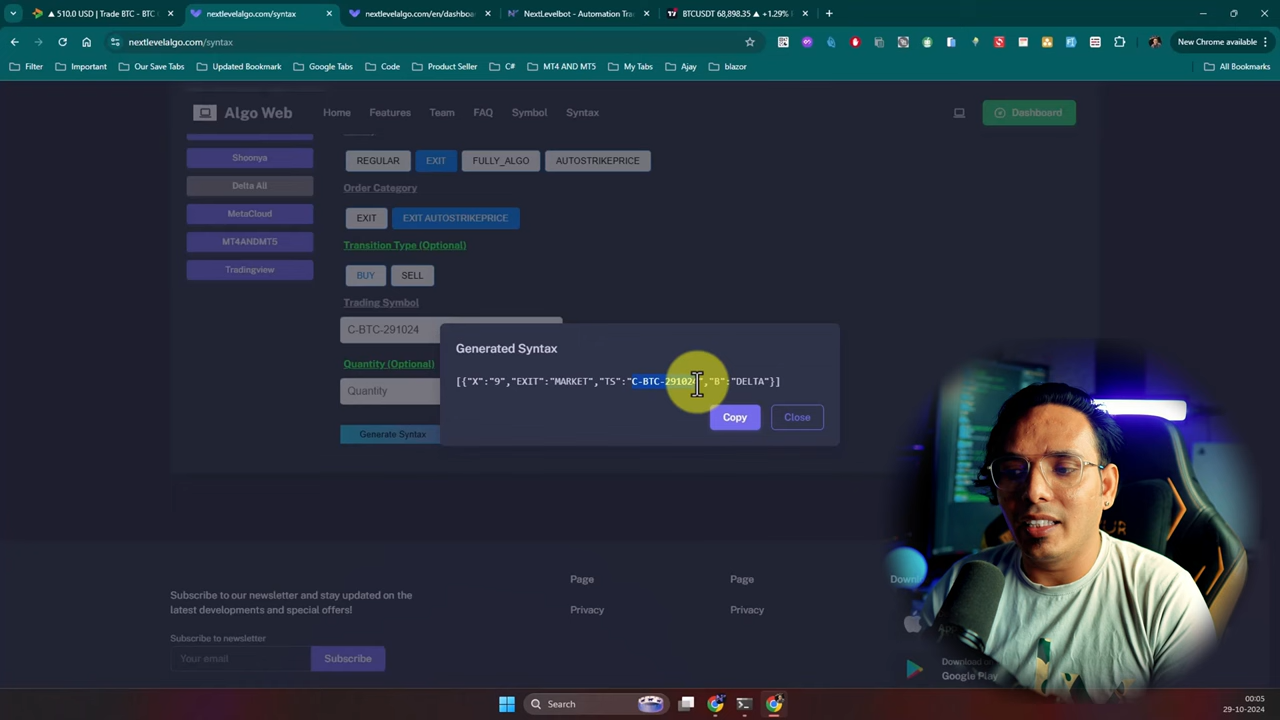 ▲ 510.0 USD | Trade BTC - BTC
nextlevelalgo.com/syntax
nextlevelalgo.com/en/dashbo
NextLevelbot - Automation Tra
BTCUSDT 68,898.35 ▲ +1.29%
nextlevelalgo.com/syntax
New Chrome available
Filter
Important
Our Save Tabs
Updated Bookmark
Google Tabs
Code
Product Seller
C#
MT4 AND MT5
My Tabs
Ajay
blazor
All Bookmarks
Algo Web
Home
Features
Team
FAQ
Symbol
Syntax
Dashboard
Shoonya
Delta All
MetaCloud
MT4ANDMT5
Tradingview
REGULAR
EXIT
FULLY_ALGO
AUTOSTRIKEPRICE
Order Category
EXIT
EXIT AUTOSTRIKEPRICE
Transition Type (Optional)
BUY
SELL
Trading Symbol
C-BTC-291024
Quantity (Optional)
Quantity
Generate Syntax
Generated Syntax
[{"X":"9","EXIT":"MARKET","TS":"C-BTC-291024","B":"DELTA"}]
Copy
Close
Subscribe to our newsletter and stay updated on the
latest developments and special offers!
Subscribe to newsletter
Your email
Subscribe
Page
Privacy
Page
Privacy
Download on
Google Play
Search
00:05
29-10-2024